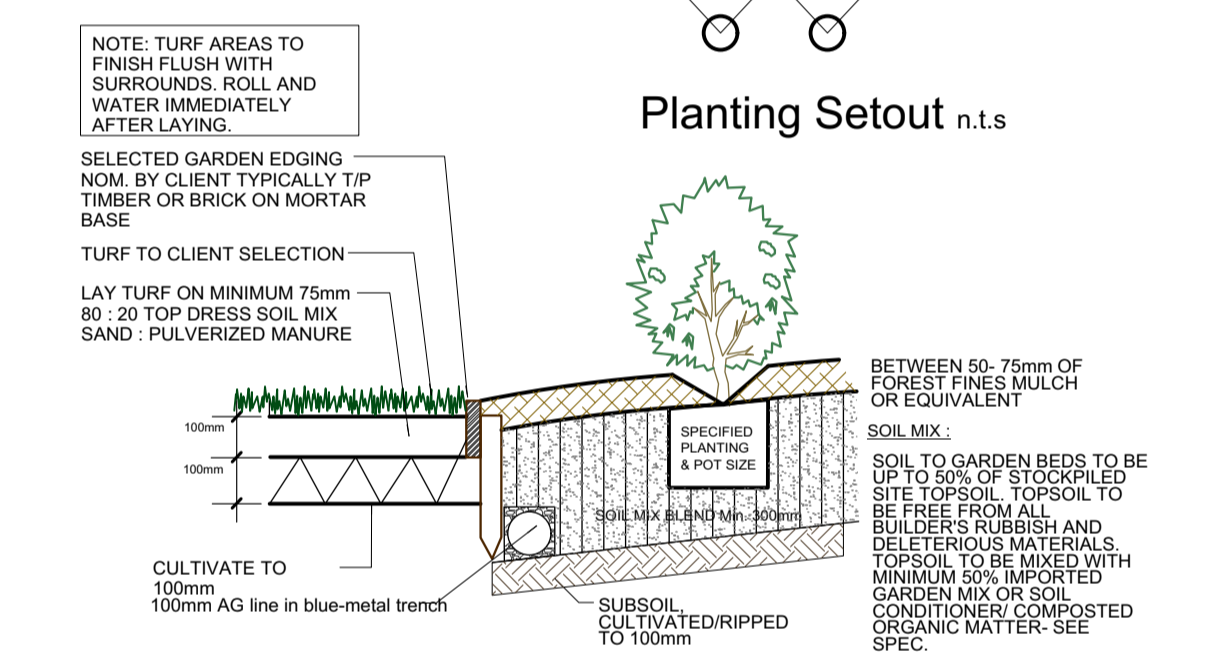 NOTE: TURF AREAS TO
FINISH FLUSH WITH
SURROUNDS. ROLL AND
WATER IMMEDIATELY
AFTER LAYING.
Planting Setout n.t.s
SELECTED GARDEN EDGING
NOM. BY CLIENT TYPICALLY T/P
TIMBER OR BRICK ON MORTAR
BASE
TURF TO CLIENT SELECTION
LAY TURF ON MINIMUM 75mm
80 : 20 TOP DRESS SOIL MIX
SAND : PULVERIZED MANURE
100mm
100mm
CULTIVATE TO
100mm
100mm AG line in blue-metal trench
SPECIFIED
PLANTING
& POT SIZE
SOIL MIX BLEND Min. 300mm
SUBSOIL,
CULTIVATED/RIPPED
TO 100mm
BETWEEN 50- 75mm OF
FOREST FINES MULCH
OR EQUIVALENT
SOIL MIX :
SOIL TO GARDEN BEDS TO BE
UP TO 50% OF STOCKPILED
SITE TOPSOIL. TOPSOIL TO
BE FREE FROM ALL
BUILDER'S RUBBISH AND
DELETERIOUS MATERIALS.
TOPSOIL TO BE MIXED WITH
MINIMUM 50% IMPORTED
GARDEN MIX OR SOIL
CONDITIONER/ COMPOSTED
ORGANIC MATTER- SEE
SPEC.